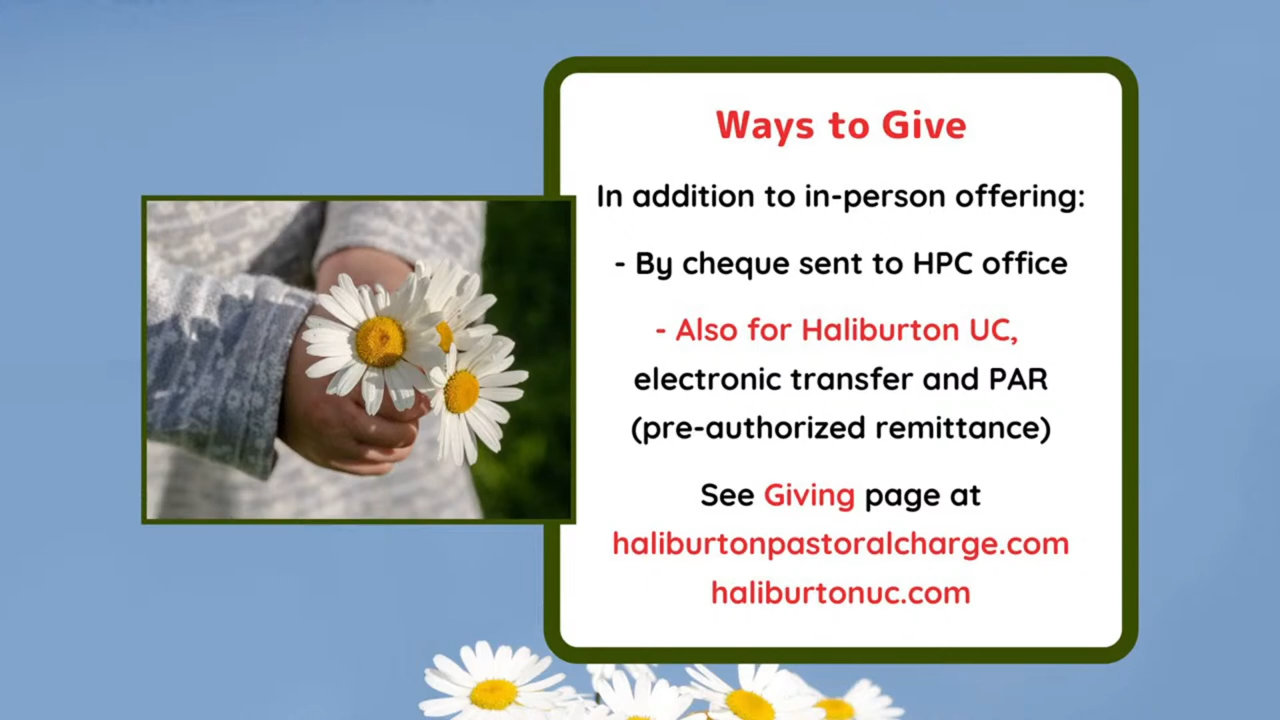 Ways to Give
In addition to in-person offering:
- By cheque sent to HPC office
- Also for Haliburton UC,
electronic transfer and PAR
(pre-authorized remittance)
See Giving page at
haliburtonpastoralcharge.com
haliburtonuc.com